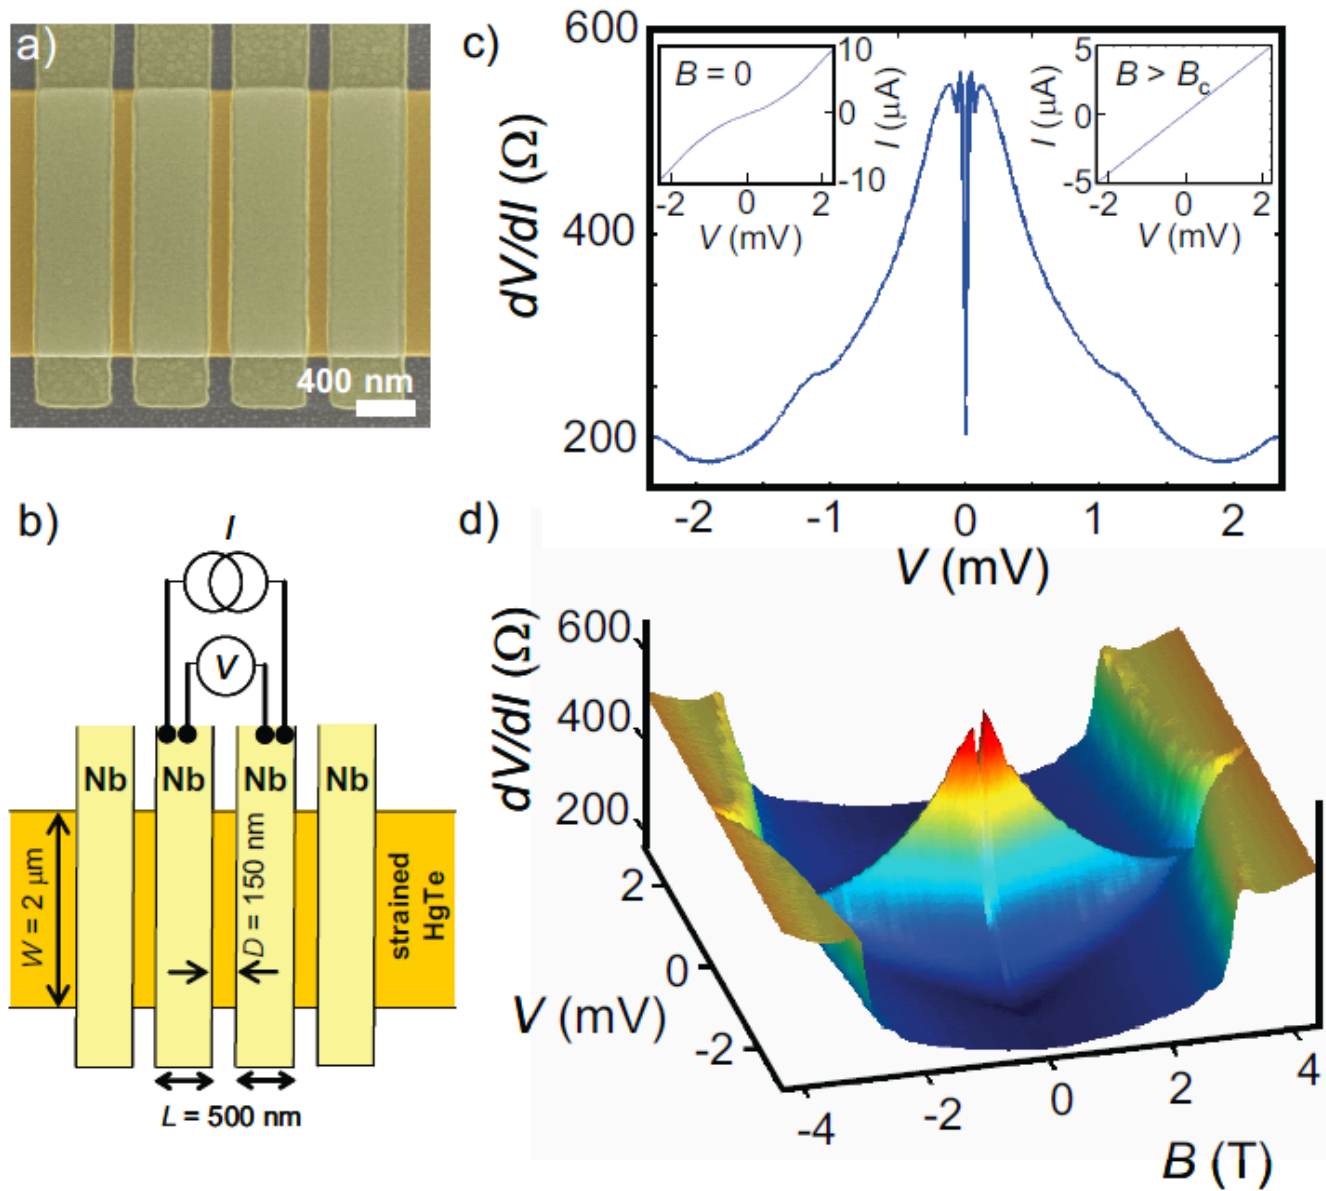 a)
400 nm
b)
I
V
Nb
Nb
Nb
Nb
W = 2 μm
D = 150 nm
strained
HgTe
L = 500 nm
c)
dV/dI (Ω)
600
400
200
-2
-1
0
1
2
V (mV)
B = 0
10
0
-10
I (μA)
-2
0
2
V (mV)
B > Bc
5
0
-5
I (μA)
-2
0
2
V (mV)
d)
dV/dI (Ω)
600
400
200
2
0
-2
V (mV)
-4
-2
0
2
4
B (T)